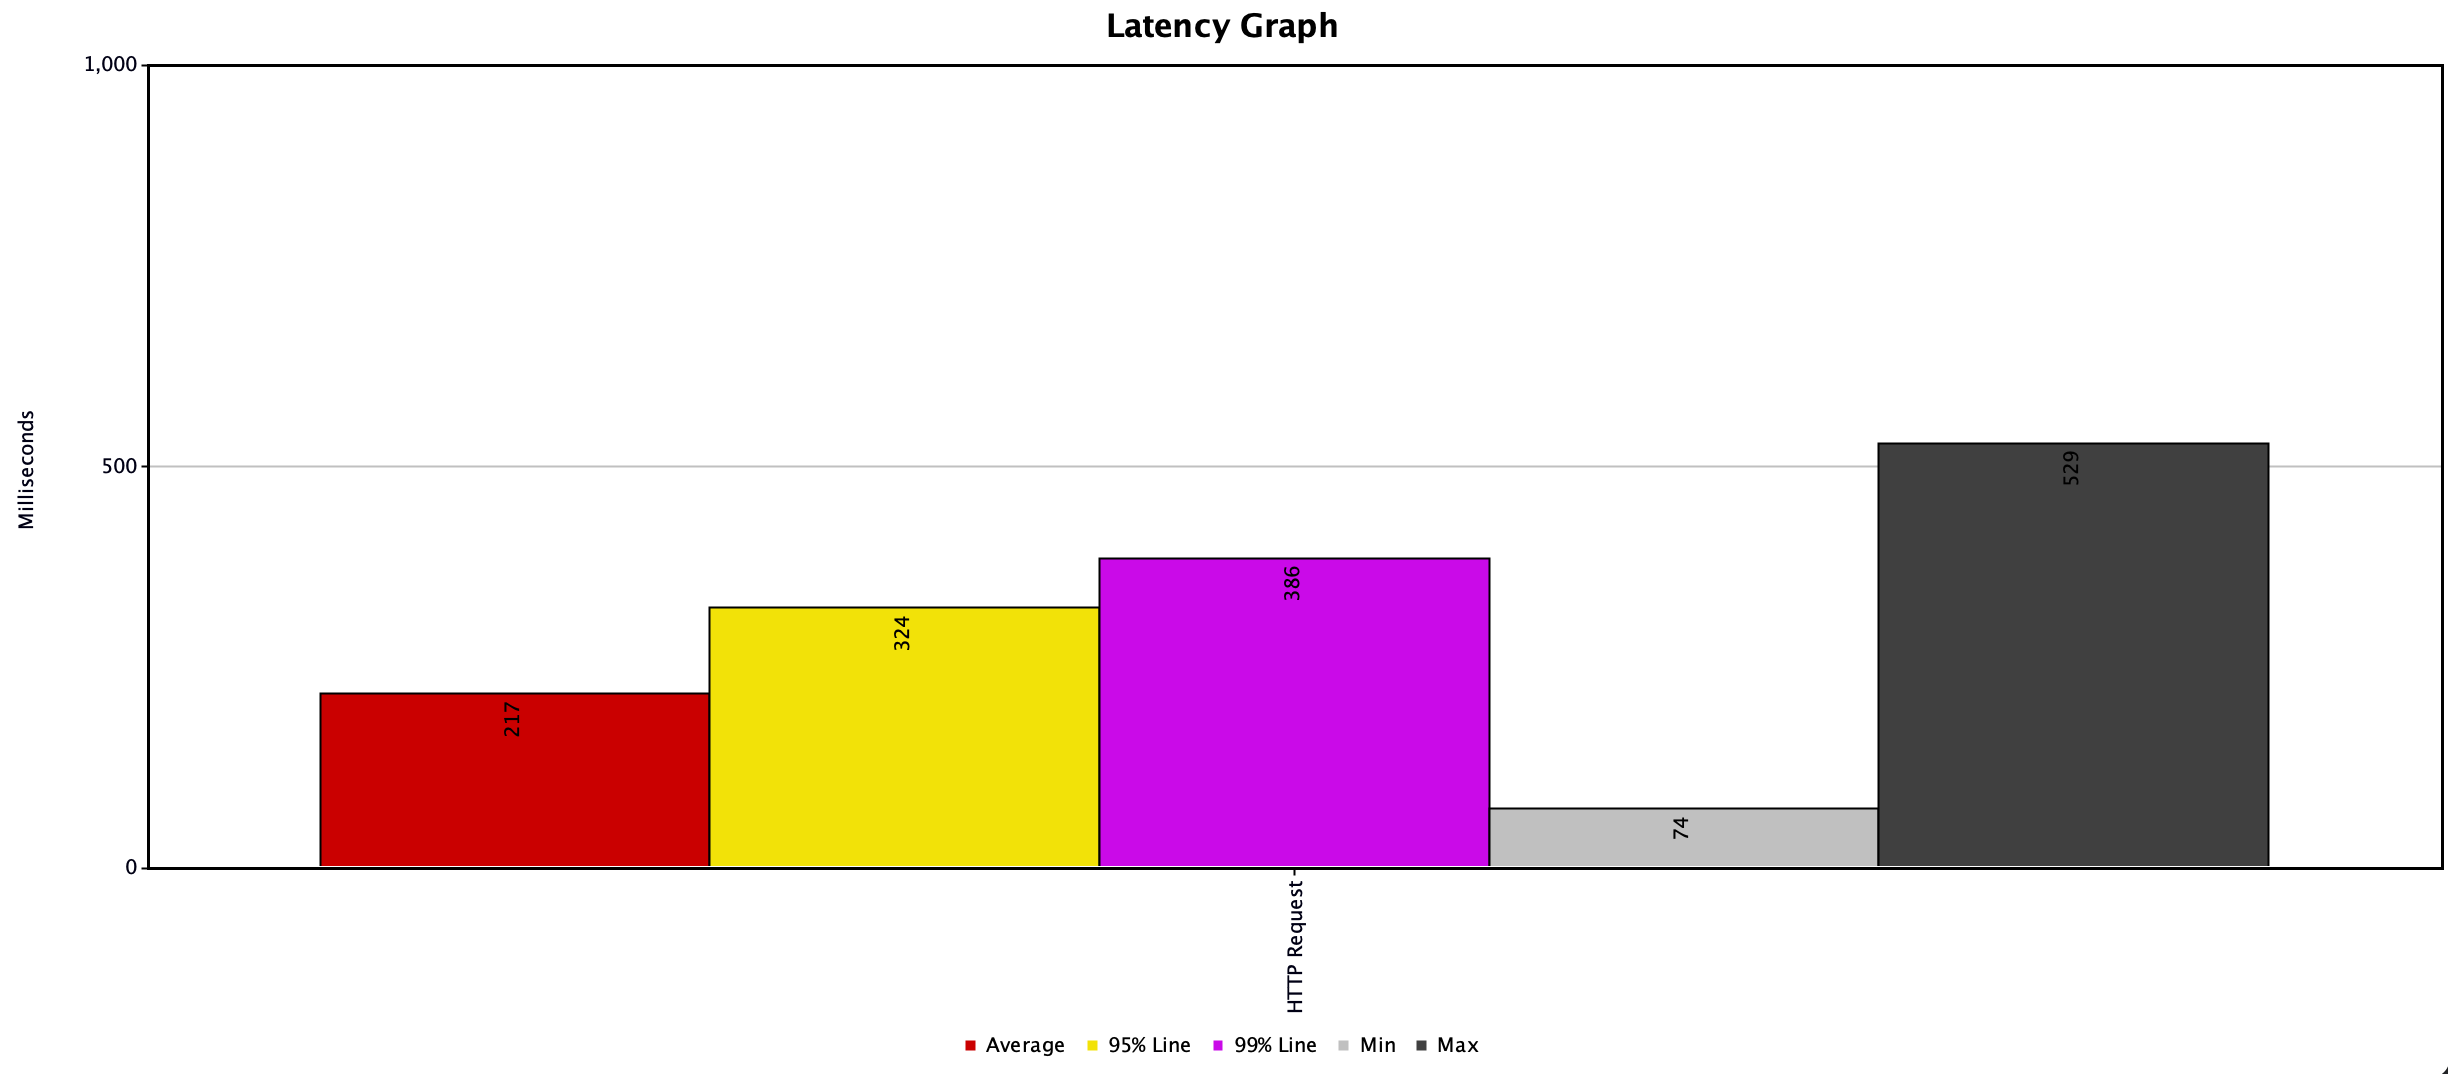 Latency Graph
1,000
500
0
Milliseconds
217
324
386
74
529
HTTP Request
Average 95% Line 99% Line Min Max